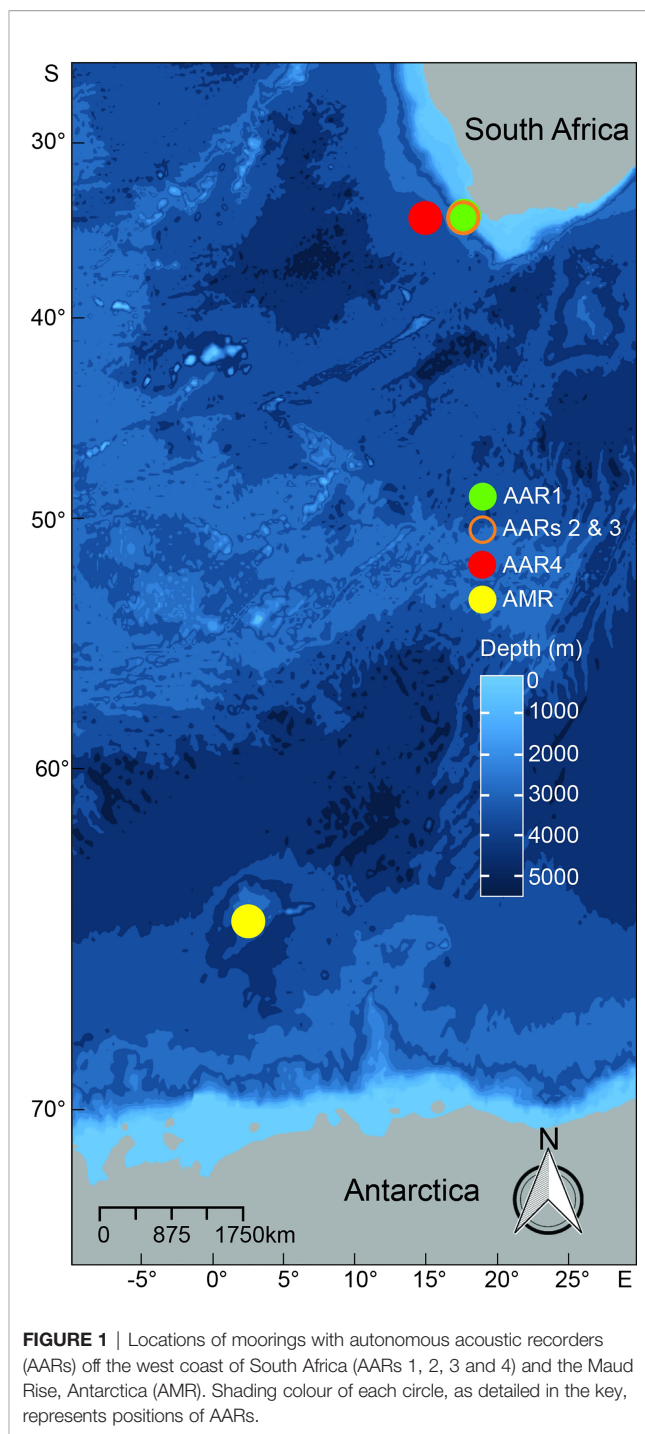 S
South Africa
30°
40°
50°
AAR1
AARs 2 & 3
AAR4
AMR
Depth (m)
0
1000
2000
3000
4000
5000
60°
70°
N
Antarctica
0 875 1750km
-5° 0° 5° 10° 15° 20° 25° E
FIGURE 1 | Locations of moorings with autonomous acoustic recorders
(AARs) off the west coast of South Africa (AARs 1, 2, 3 and 4) and the Maud
Rise, Antarctica (AMR). Shading colour of each circle, as detailed in the key,
represents positions of AARs.